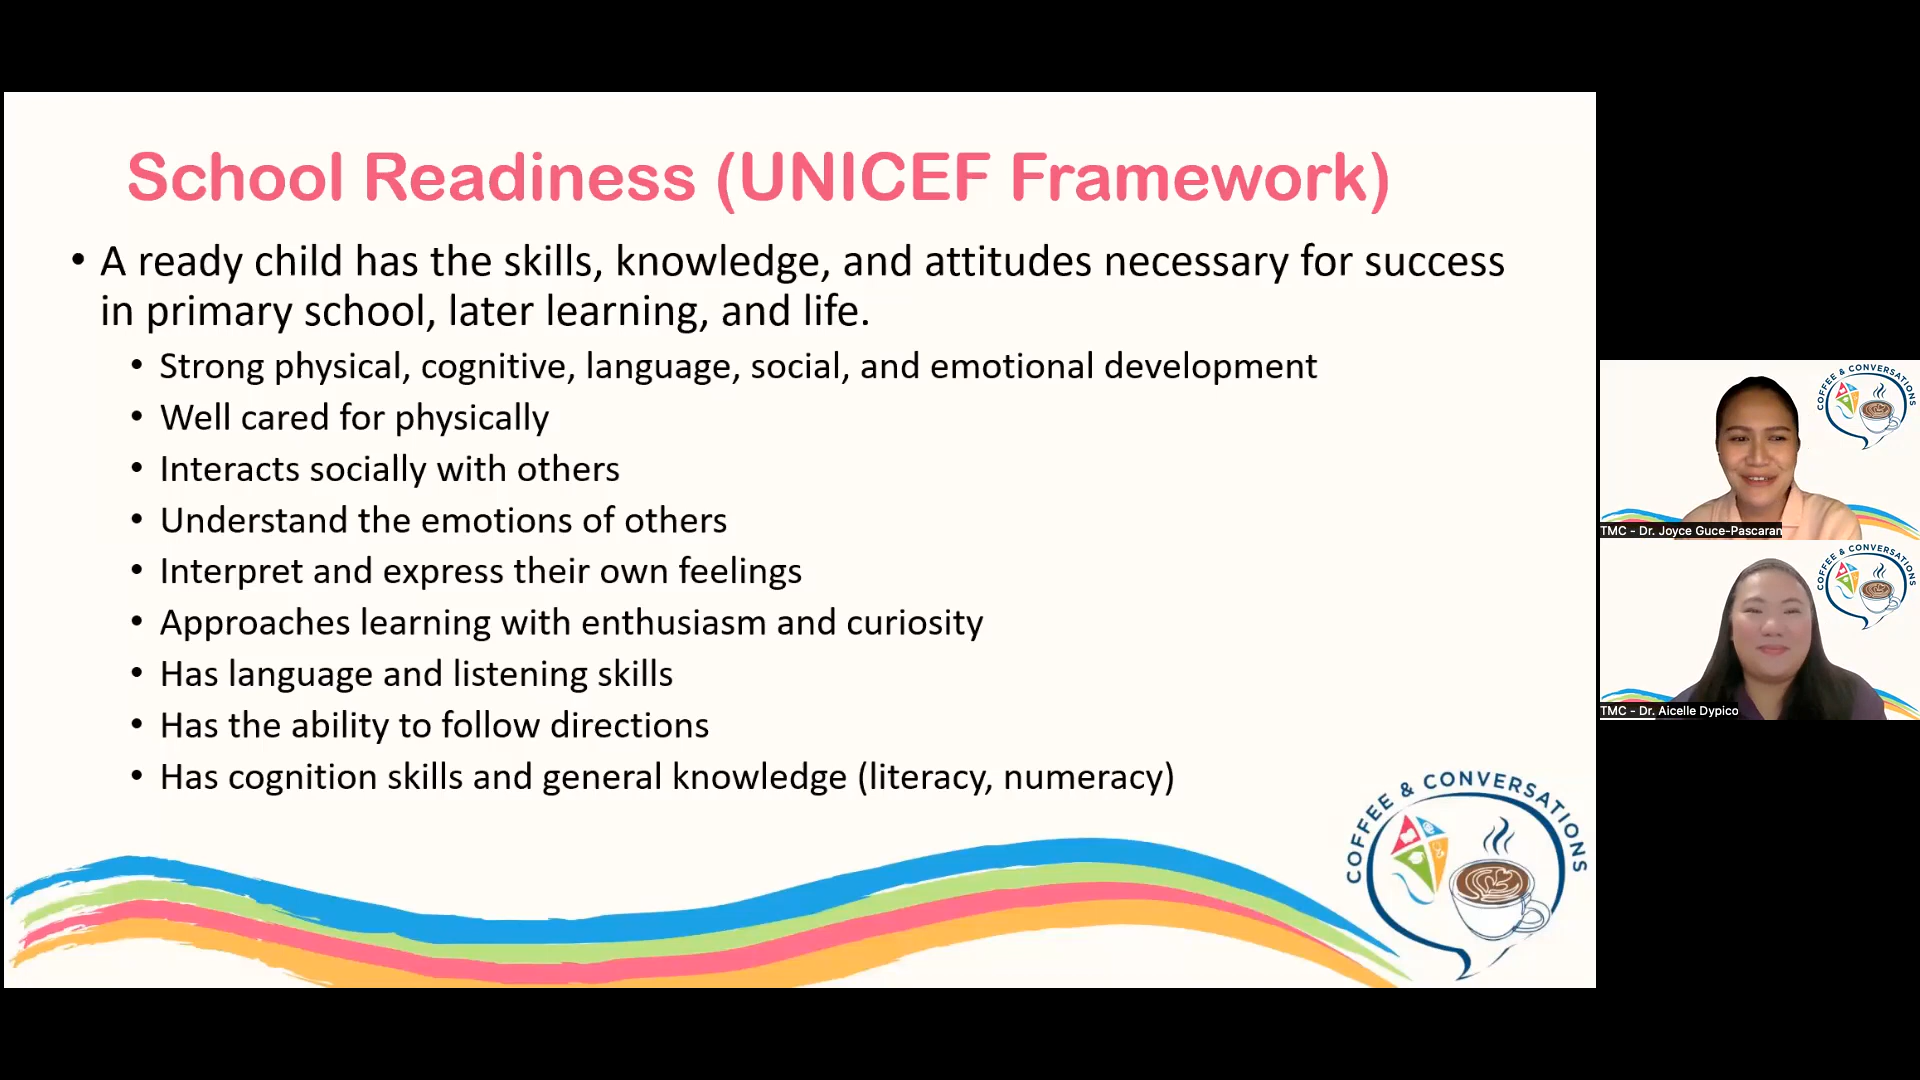 School Readiness (UNICEF Framework)
• A ready child has the skills, knowledge, and attitudes necessary for success
in primary school, later learning, and life.
• Strong physical, cognitive, language, social, and emotional development
• Well cared for physically
• Interacts socially with others
• Understand the emotions of others
• Interpret and express their own feelings
• Approaches learning with enthusiasm and curiosity
• Has language and listening skills
• Has the ability to follow directions
• Has cognition skills and general knowledge (literacy, numeracy)
COFFEE & CONVERSATIONS
COFFEE & CONVERSATIONS
TMC - Dr. Joyce Guce-Pascaran
COFFEE & CONVERSATIONS
TMC - Dr. Aicelle Dypico